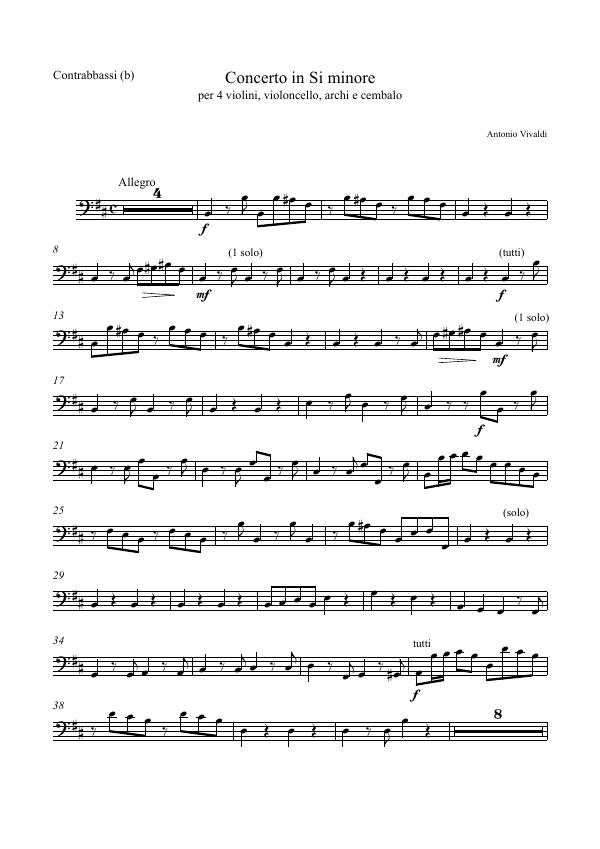 Contrabbassi (b)
Concerto in Si minore
per 4 violini, violoncello, archi e cembalo
Antonio Vivaldi
Allegro
4
f
8
(1 solo)
(tutti)
mf
f
13
(1 solo)
mf
17
f
21
25
(solo)
29
34
tutti
f
38
8